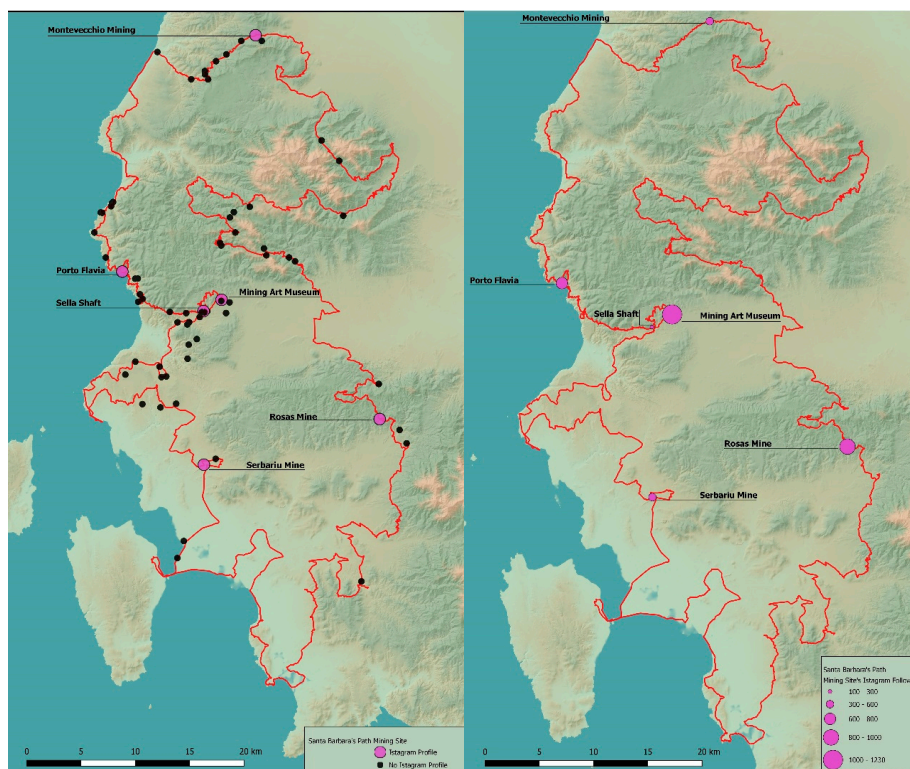 Montevecchio Mining
Porto Flavia
Mining Art Museum
Sella Shaft
Rosas Mine
Serbariu Mine
Santa Barbara's Path Mining Site
Istagram Profile
No Istagram Profile
0 5 10 15 20 km
Montevecchio Mining
Porto Flavia
Sella Shaft
Mining Art Museum
Rosas Mine
Serbariu Mine
Santa Barbara's Path
Mining Site's Istagram Follow
100 - 300
300 - 600
600 - 800
800 - 1000
1000 - 1230
0 5 10 15 20 km